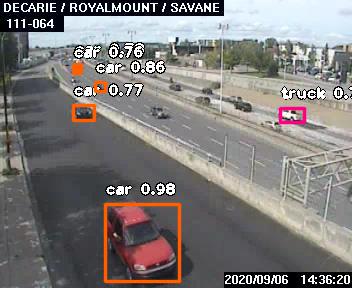 DECARIE / ROYALMOUNT / SAVANE
111-064
car 0.76
car 0.86
car 0.77
truck 0.7
car 0.98
2020/09/06 14:36:20